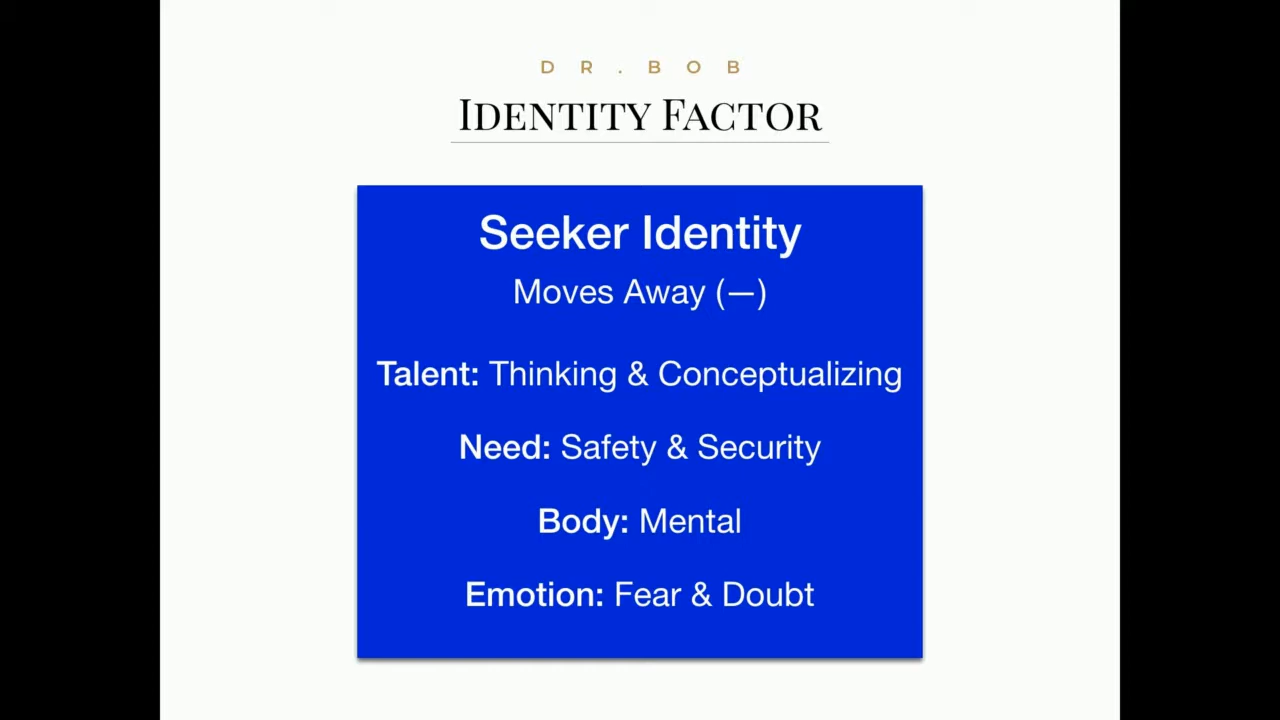 DR.BOB
IDENTITY FACTOR
Seeker Identity
Moves Away (—)
Talent: Thinking & Conceptualizing
Need: Safety & Security
Body: Mental
Emotion: Fear & Doubt